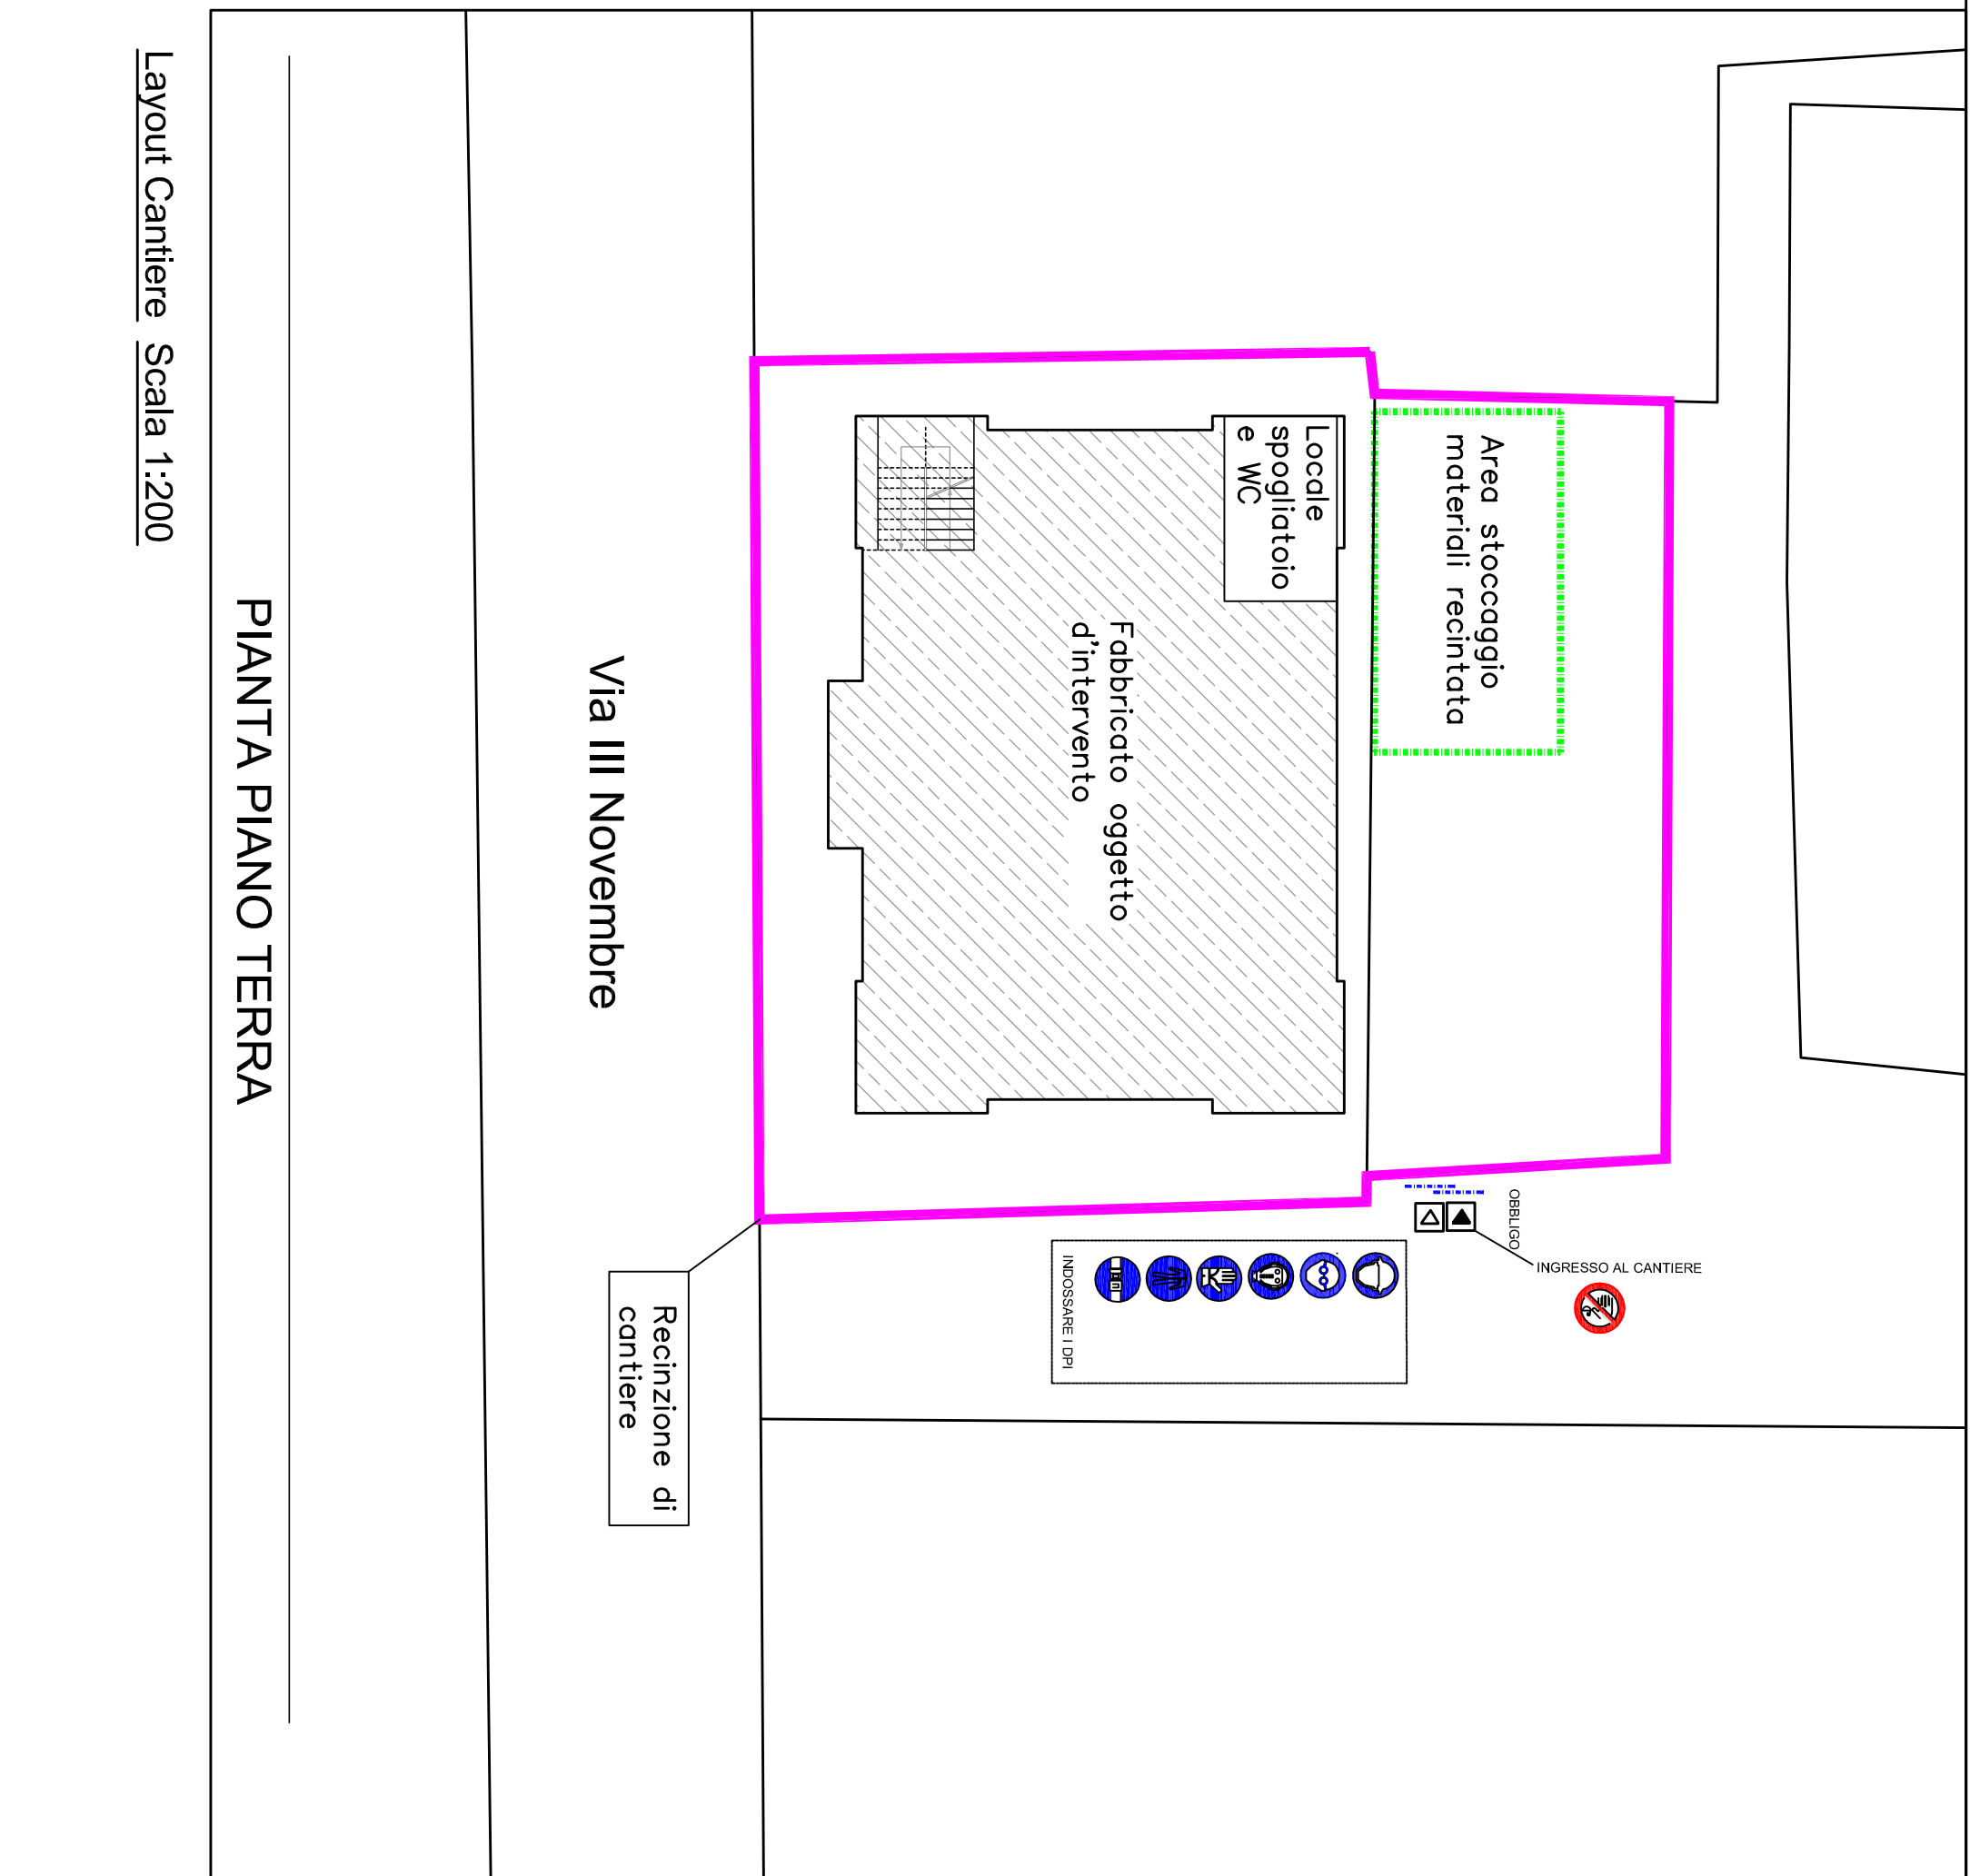 INGRESSO AL CANTIERE
OBBLIGO
Area stoccaggio
materiali recintata
Locale
spogliatoio
e WC
Fabbricato oggetto
d'intervento
INDOSSARE I DPI
Recinzione di
cantiere
Via III Novembre
PIANTA PIANO TERRA
Layout Cantiere Scala 1:200